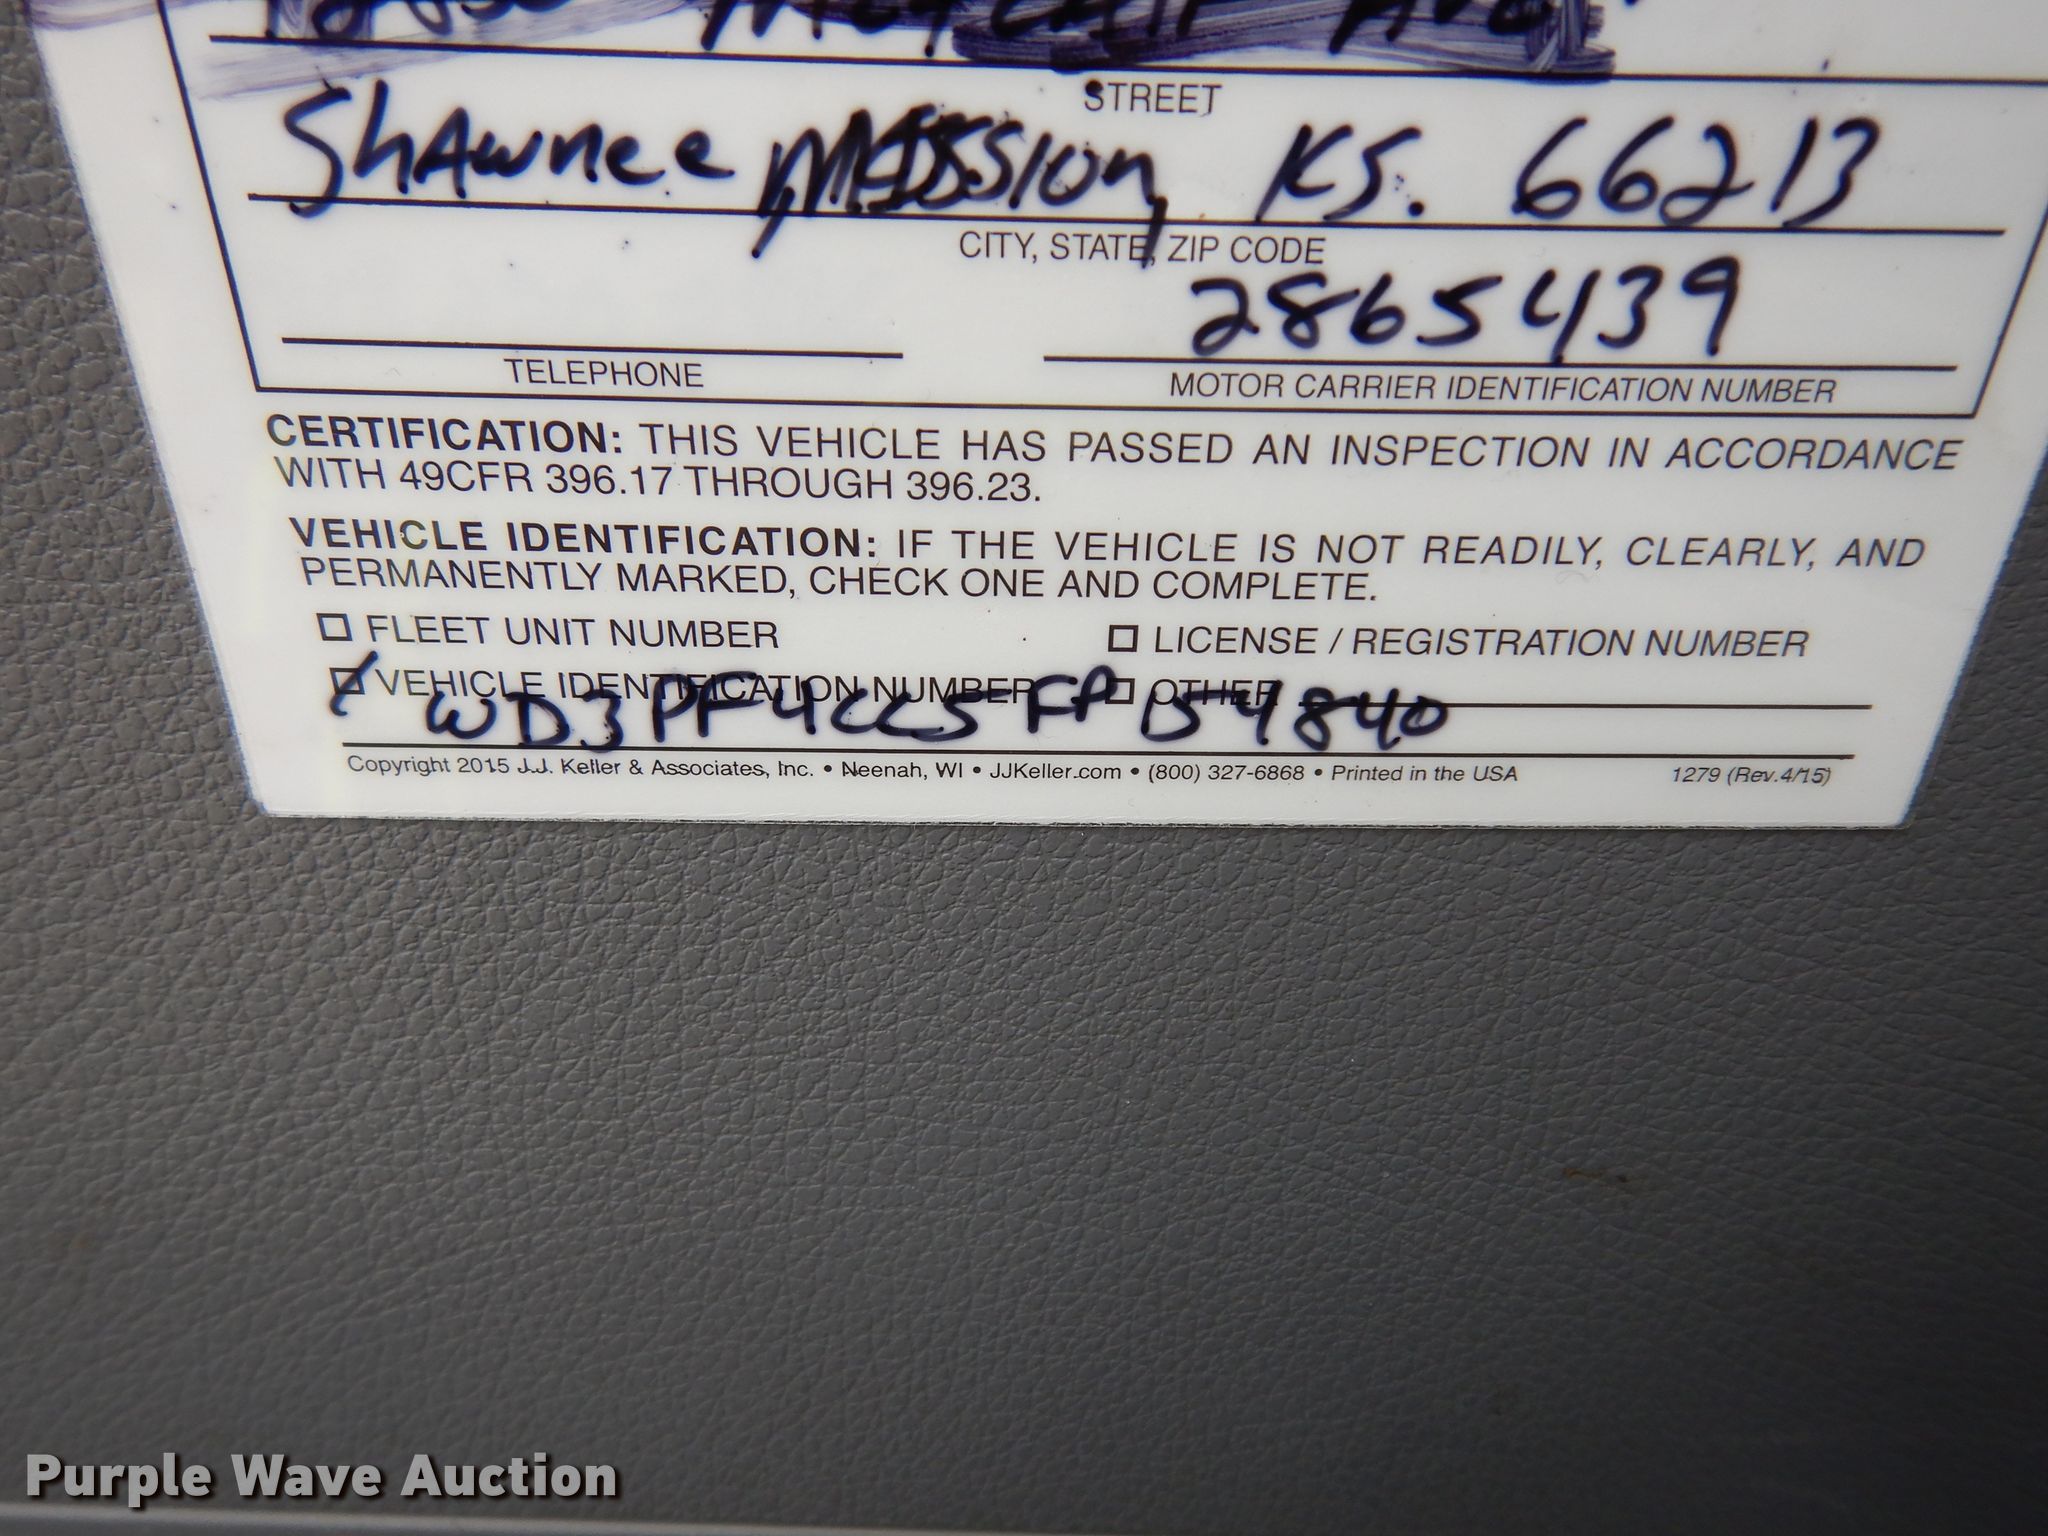 Metcalf Ave.
STREET
ShAwnee Mission, KS. 66213
CITY, STATE, ZIP CODE
2865439
TELEPHONE
MOTOR CARRIER IDENTIFICATION NUMBER
CERTIFICATION: THIS VEHICLE HAS PASSED AN INSPECTION IN ACCORDANCE
WITH 49CFR 396.17 THROUGH 396.23.
VEHICLE IDENTIFICATION: IF THE VEHICLE IS NOT READILY, CLEARLY, AND
PERMANENTLY MARKED, CHECK ONE AND COMPLETE.
FLEET UNIT NUMBER
LICENSE / REGISTRATION NUMBER
VEHICLE IDENTIFICATION NUMBER
OTHER
WD3PF4CC5FP154840
Copyright 2015 J.J. Keller & Associates, Inc. • Neenah, WI • JJKeller.com • (800) 327-6868 • Printed in the USA
1279 (Rev.4/15)
Purple Wave Auction